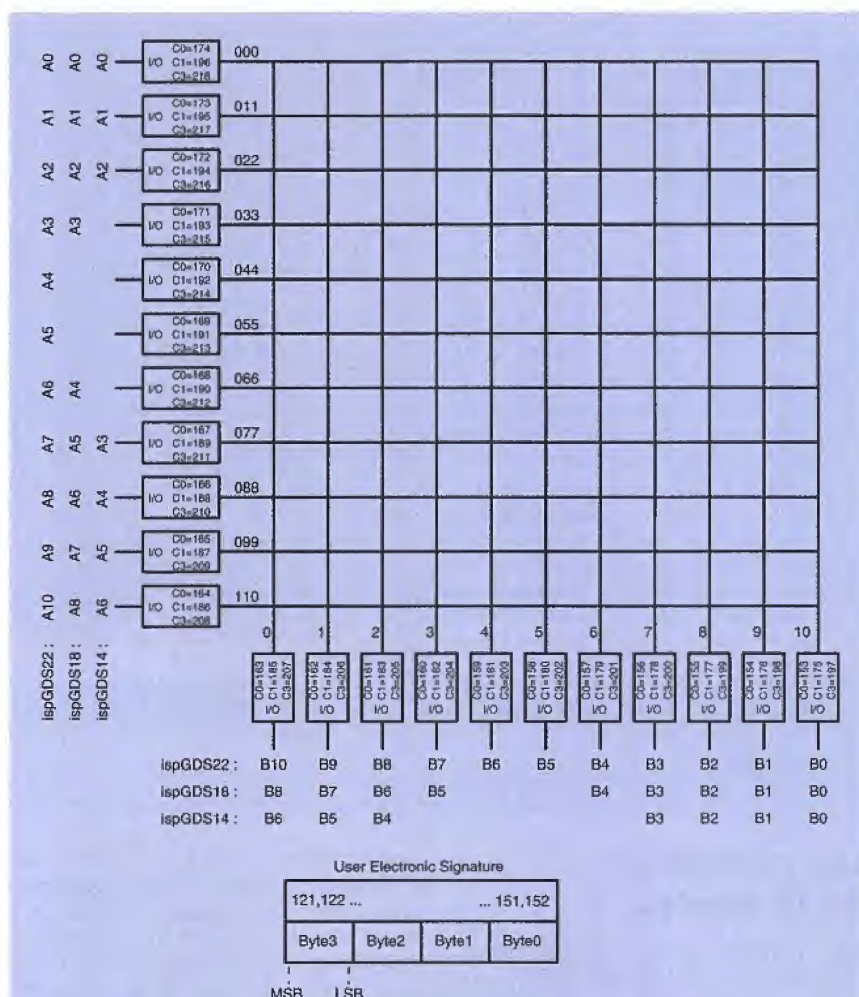 A0 A0 A0 I/O C0=174 C1=196 C3=218 000
A1 A1 A1 I/O C0=173 C1=195 C3=217 011
A2 A2 A2 I/O C0=172 C1=194 C3=216 022
A3 A3 I/O C0=171 C1=193 C3=215 033
A4 I/O C0=170 C1=192 C3=214 044
A5 I/O C0=169 C1=191 C3=213 055
A6 A4 I/O C0=168 C1=190 C3=212 066
A7 A5 A3 I/O C0=167 C1=189 C3=211 077
A8 A6 A4 I/O C0=166 C1=188 C3=210 088
A9 A7 A5 I/O C0=165 C1=187 C3=209 099
A10 A8 A6 I/O C0=164 C1=186 C3=208 110
ispGDS22 :
ispGDS18 :
ispGDS14 :
0 1 2 3 4 5 6 7 8 9 10
C0=163 C1=185 C3=207 I/O
C0=162 C1=184 C3=206 I/O
C0=161 C1=183 C3=205 I/O
C0=160 C1=182 C3=204 I/O
C0=159 C1=181 C3=203 I/O
C0=158 C1=180 C3=202 I/O
C0=157 C1=179 C3=201 I/O
C0=156 C1=178 C3=200 I/O
C0=155 C1=177 C3=199 I/O
C0=154 C1=176 C3=198 I/O
C0=153 C1=175 C3=197 I/O
ispGDS22 : B10 B9 B8 B7 B6 B5 B4 B3 B2 B1 B0
ispGDS18 : B8 B7 B6 B5 B4 B3 B2 B1 B0
ispGDS14 : B6 B5 B4 B3 B2 B1 B0
User Electronic Signature
121,122 ... ... 151,152
Byte3 Byte2 Byte1 Byte0
MSB LSB